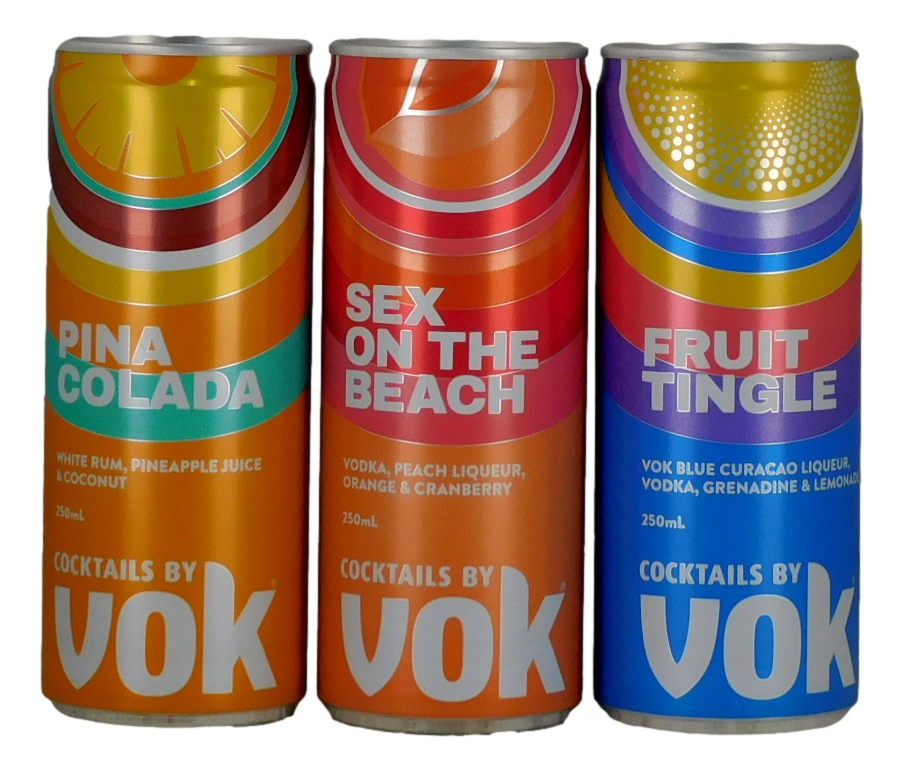 PINA
COLADA
WHITE RUM, PINEAPPLE JUICE
& COCONUT
250mL
COCKTAILS BY
vok
SEX
ON THE
BEACH
VODKA, PEACH LIQUEUR,
ORANGE & CRANBERRY
250mL
COCKTAILS BY
vok
FRUIT
TINGLE
VOK BLUE CURACAO LIQUEUR,
VODKA, GRENADINE & LEMONADE
250mL
COCKTAILS BY
vok